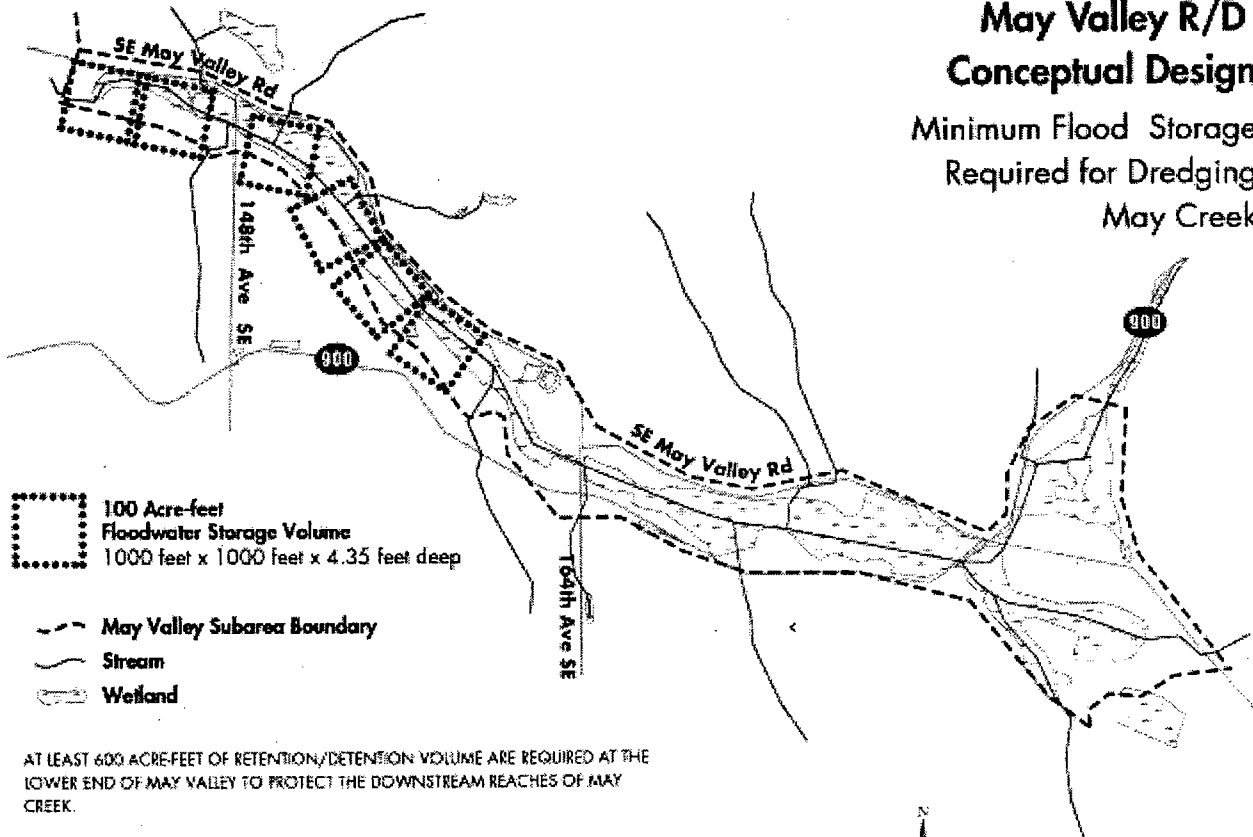 May Valley R/D
Conceptual Design
Minimum Flood Storage
Required for Dredging
May Creek
SE May Valley Rd
148th Ave SE
900
900
SE May Valley Rd
164th Ave SE
100 Acre-feet
Floodwater Storage Volume
1000 feet x 1000 feet x 4.35 feet deep
May Valley Subarea Boundary
Stream
Wetland
AT LEAST 600 ACRE-FEET OF RETENTION/DETENTION VOLUME ARE REQUIRED AT THE
LOWER END OF MAY VALLEY TO PROTECT THE DOWNSTREAM REACHES OF MAY
CREEK.
N